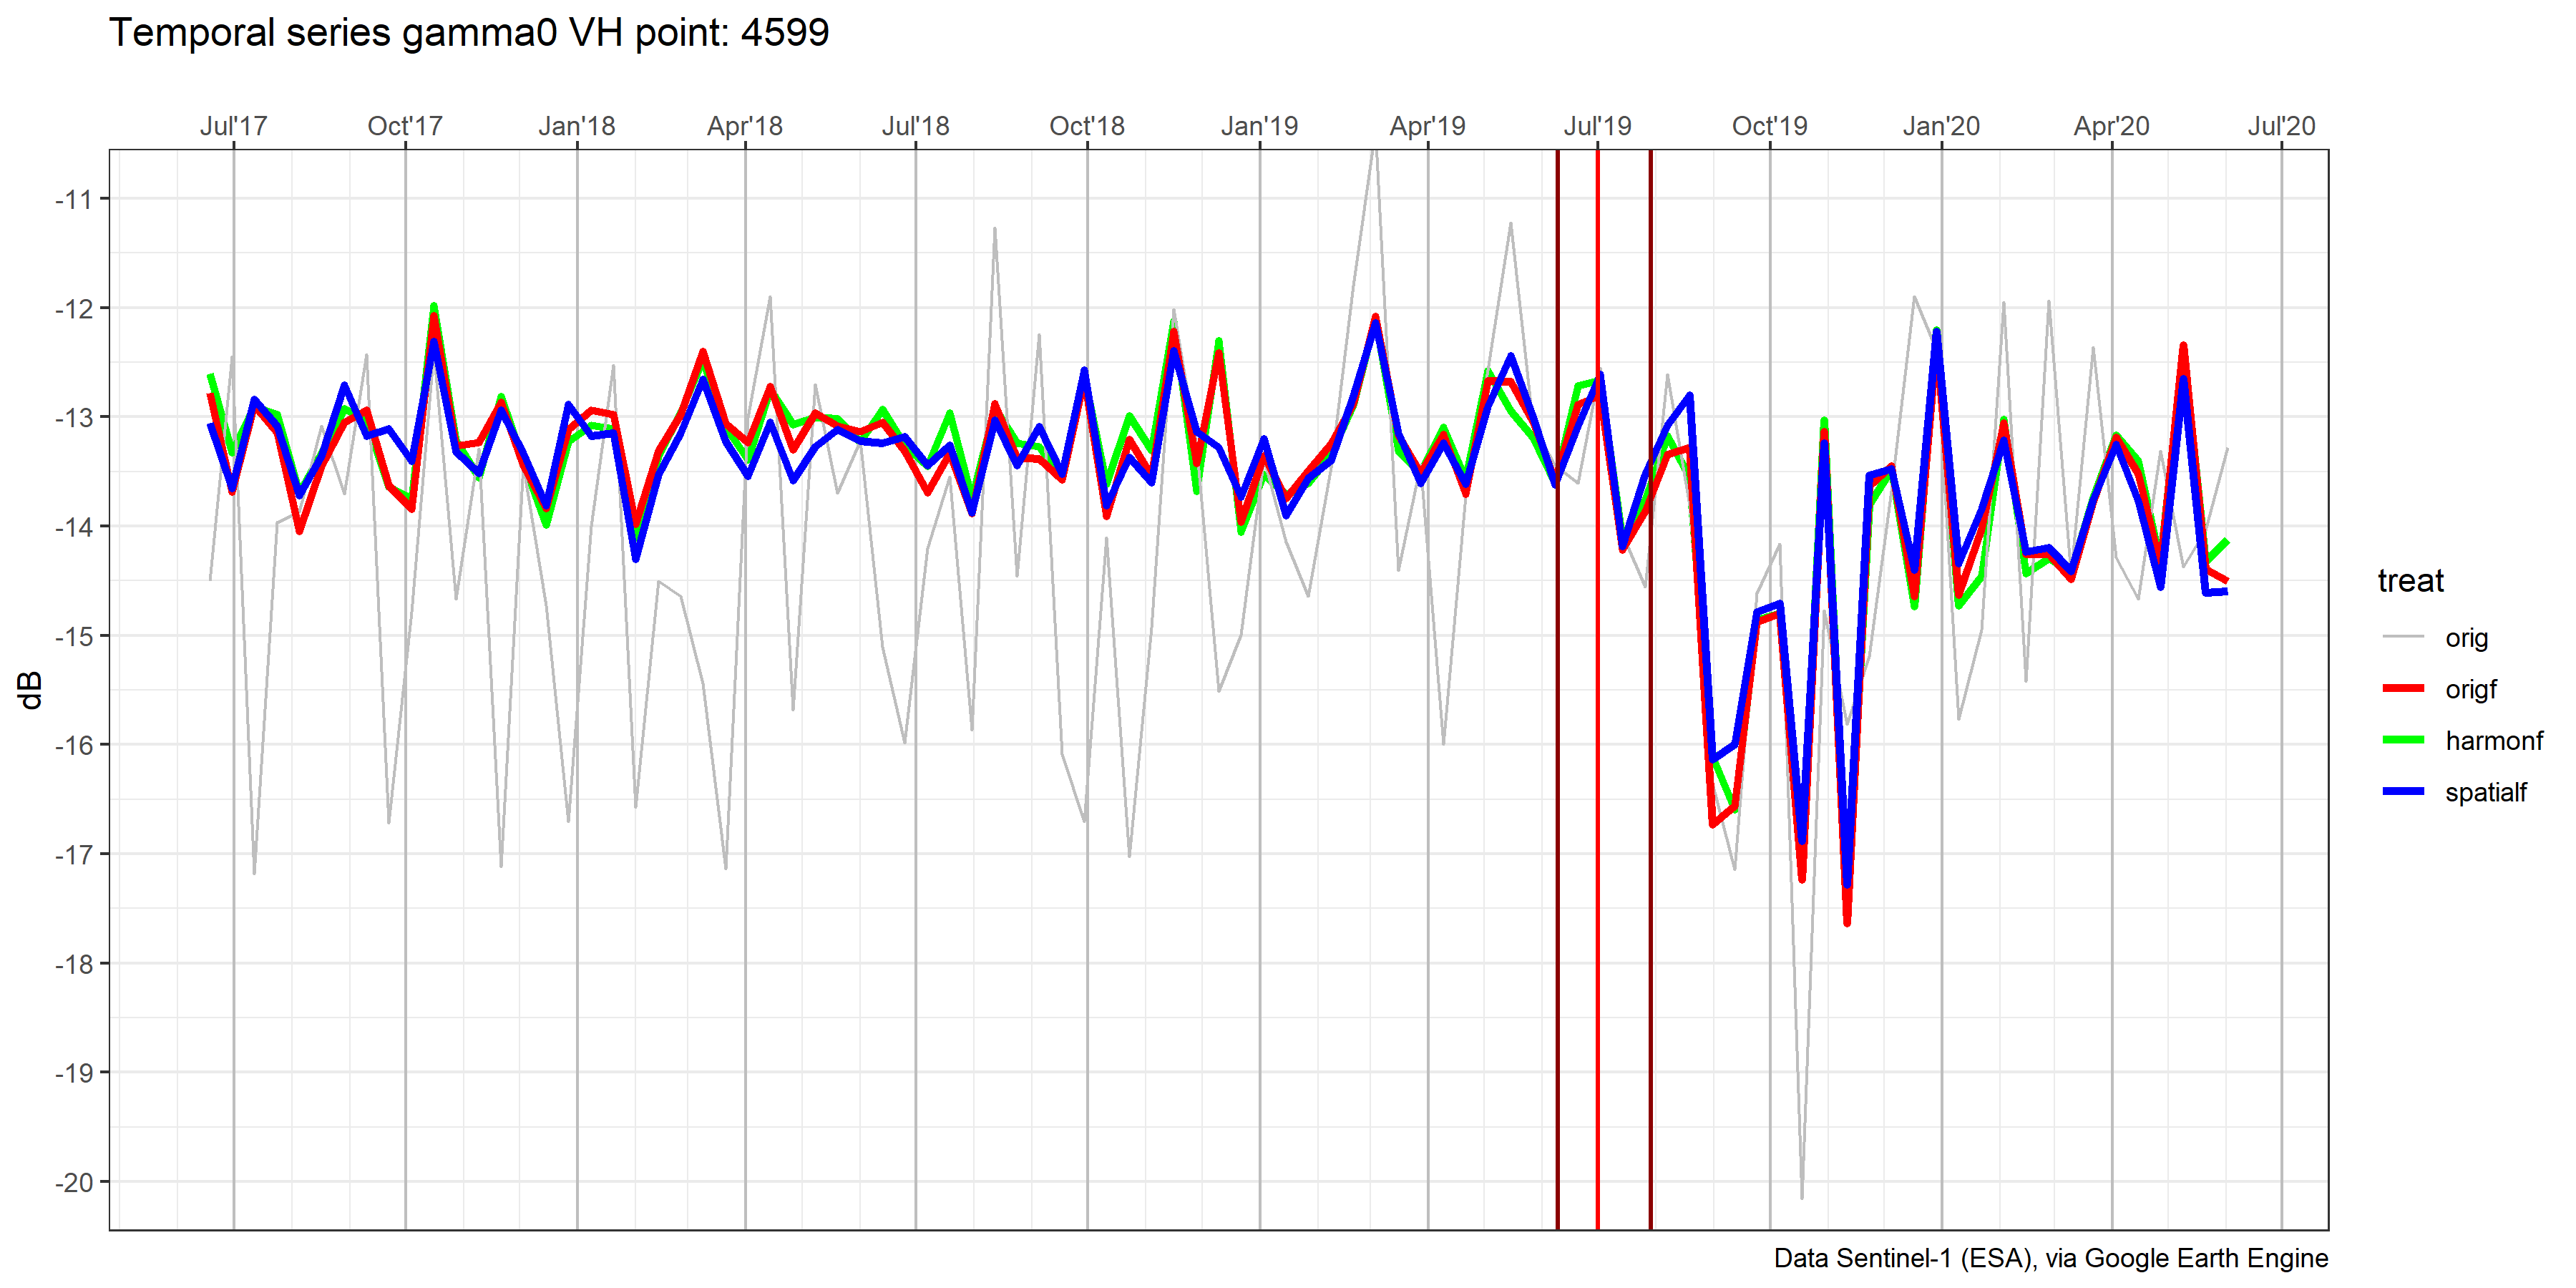 Temporal series gamma0 VH point: 4599
Jul'17 Oct'17 Jan'18 Apr'18 Jul'18 Oct'18 Jan'19 Apr'19 Jul'19 Oct'19 Jan'20 Apr'20 Jul'20
-11
-12
-13
-14
-15
-16
-17
-18
-19
-20
dB
treat
orig
origf
harmonf
spatialf
Data Sentinel-1 (ESA), via Google Earth Engine